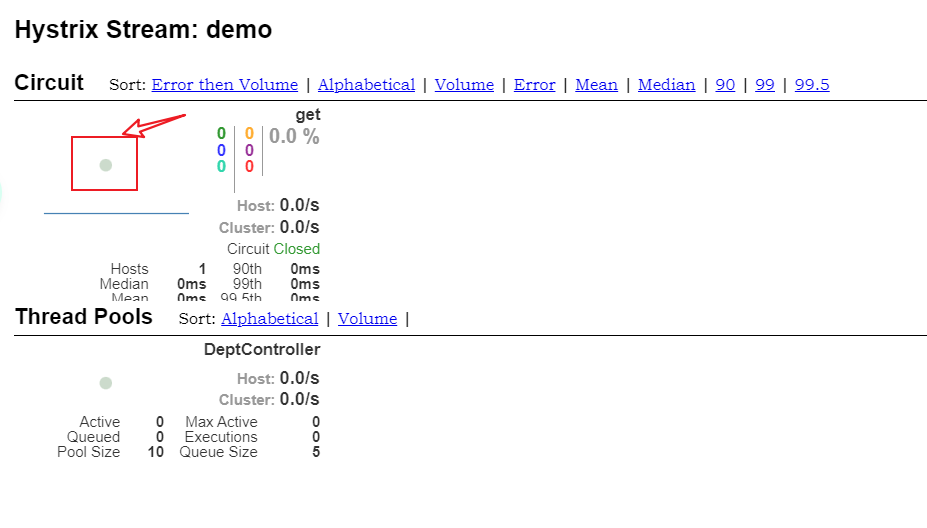 Hystrix Stream: demo
Circuit Sort: Error then Volume | Alphabetical | Volume | Error | Mean | Median | 90 | 99 | 99.5
get
0 0 0.0 %
0 0
0 0
Host: 0.0/s
Cluster: 0.0/s
Circuit Closed
Hosts 1 90th 0ms
Median 0ms 99th 0ms
Mean 0ms 99.5th 0ms
Thread Pools Sort: Alphabetical | Volume |
DeptController
Host: 0.0/s
Cluster: 0.0/s
Active 0 Max Active 0
Queued 0 Executions 0
Pool Size 10 Queue Size 5